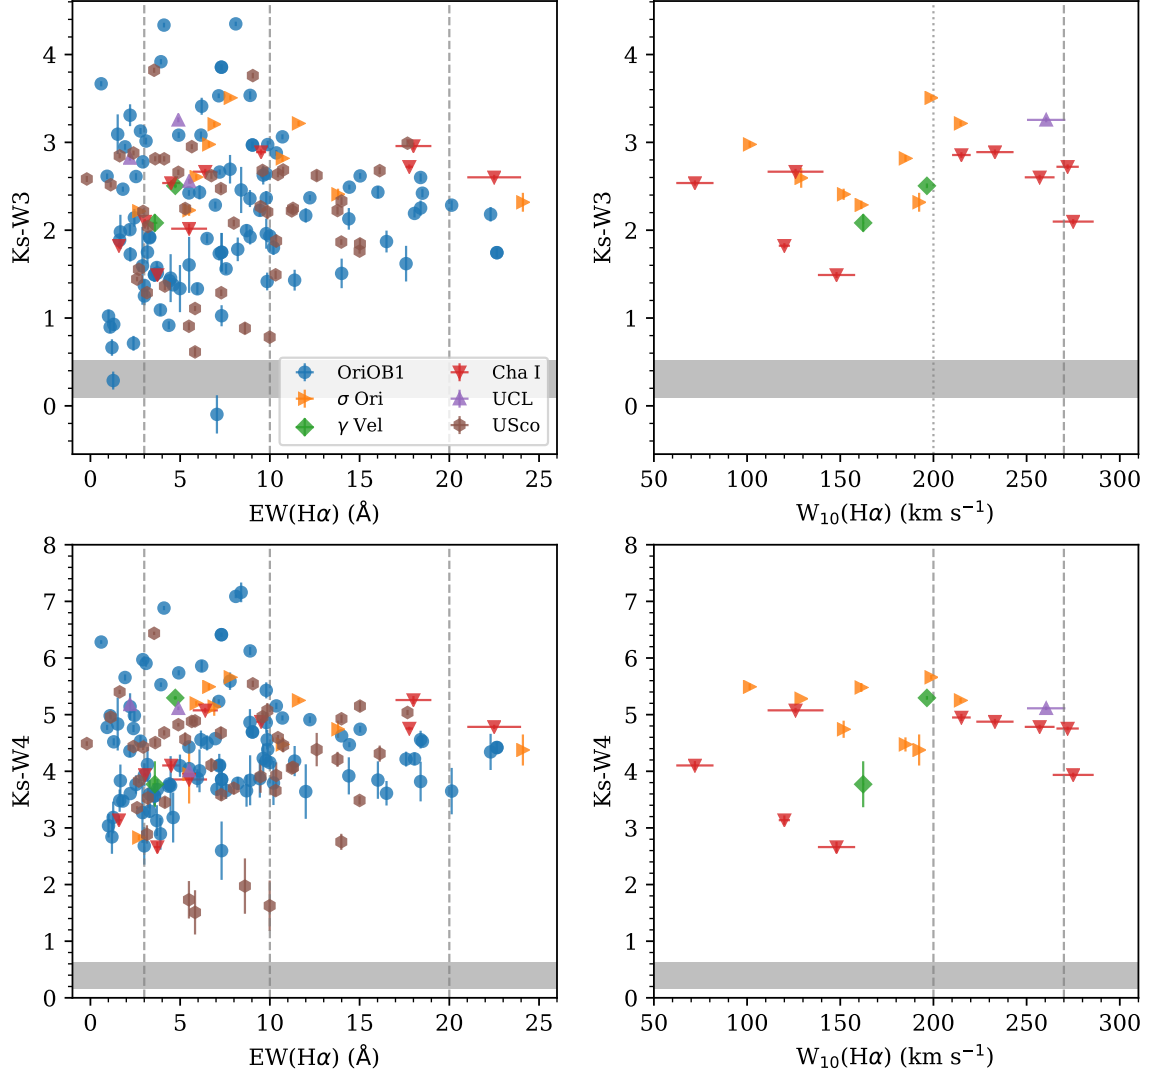 4
3
2
1
0
Ks-W3
0 5 10 15 20 25
EW(Hα) (Å)
OriOB1
σ Ori
γ Vel
Cha I
UCL
USco
4
3
2
1
0
Ks-W3
50 100 150 200 250 300
W₁₀(Hα) (km s⁻¹)
8
7
6
5
4
3
2
1
0
Ks-W4
0 5 10 15 20 25
EW(Hα) (Å)
8
7
6
5
4
3
2
1
0
Ks-W4
50 100 150 200 250 300
W₁₀(Hα) (km s⁻¹)